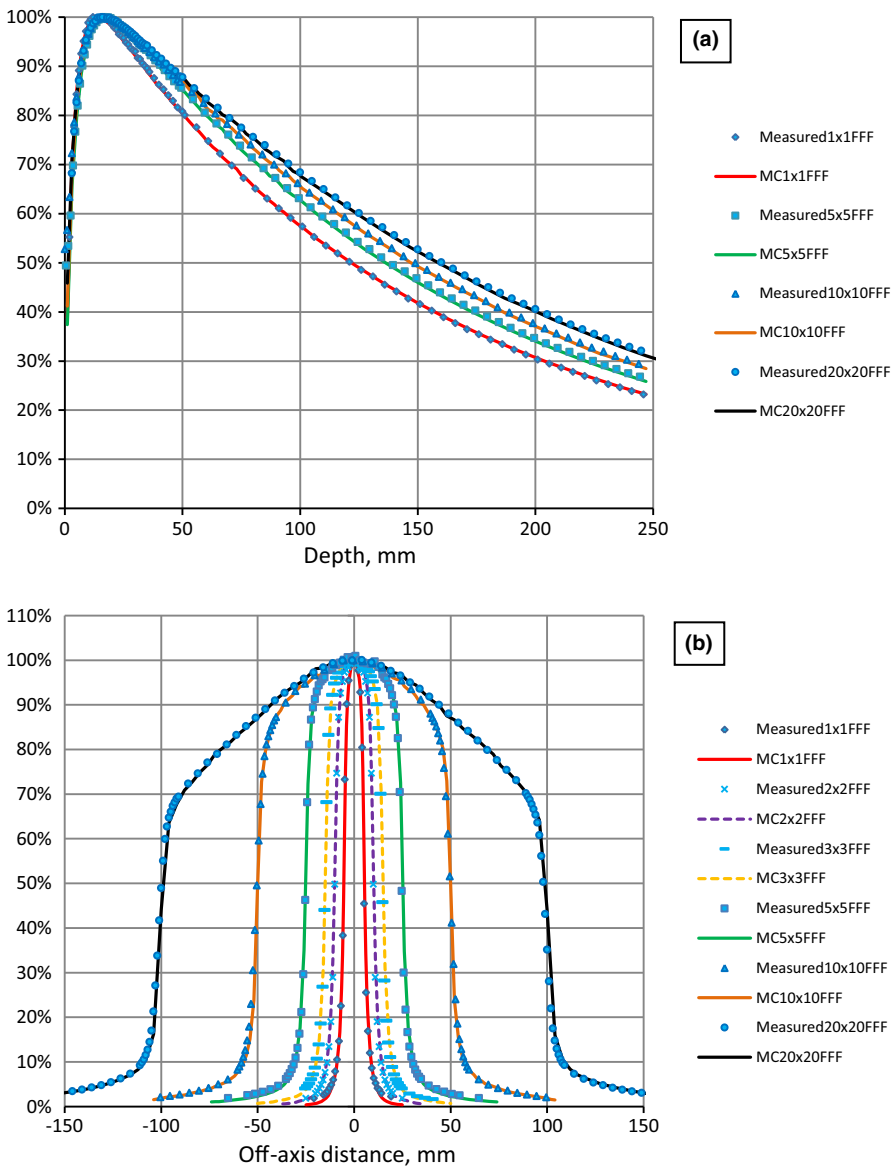 (a)
100%
90%
80%
70%
60%
50%
40%
30%
20%
10%
0%
0 50 100 150 200 250
Depth, mm
Measured1x1FFF
MC1x1FFF
Measured5x5FFF
MC5x5FFF
Measured10x10FFF
MC10x10FFF
Measured20x20FFF
MC20x20FFF
(b)
110%
100%
90%
80%
70%
60%
50%
40%
30%
20%
10%
0%
-150 -100 -50 0 50 100 150
Off-axis distance, mm
Measured1x1FFF
MC1x1FFF
Measured2x2FFF
MC2x2FFF
Measured3x3FFF
MC3x3FFF
Measured5x5FFF
MC5x5FFF
Measured10x10FFF
MC10x10FFF
Measured20x20FFF
MC20x20FFF